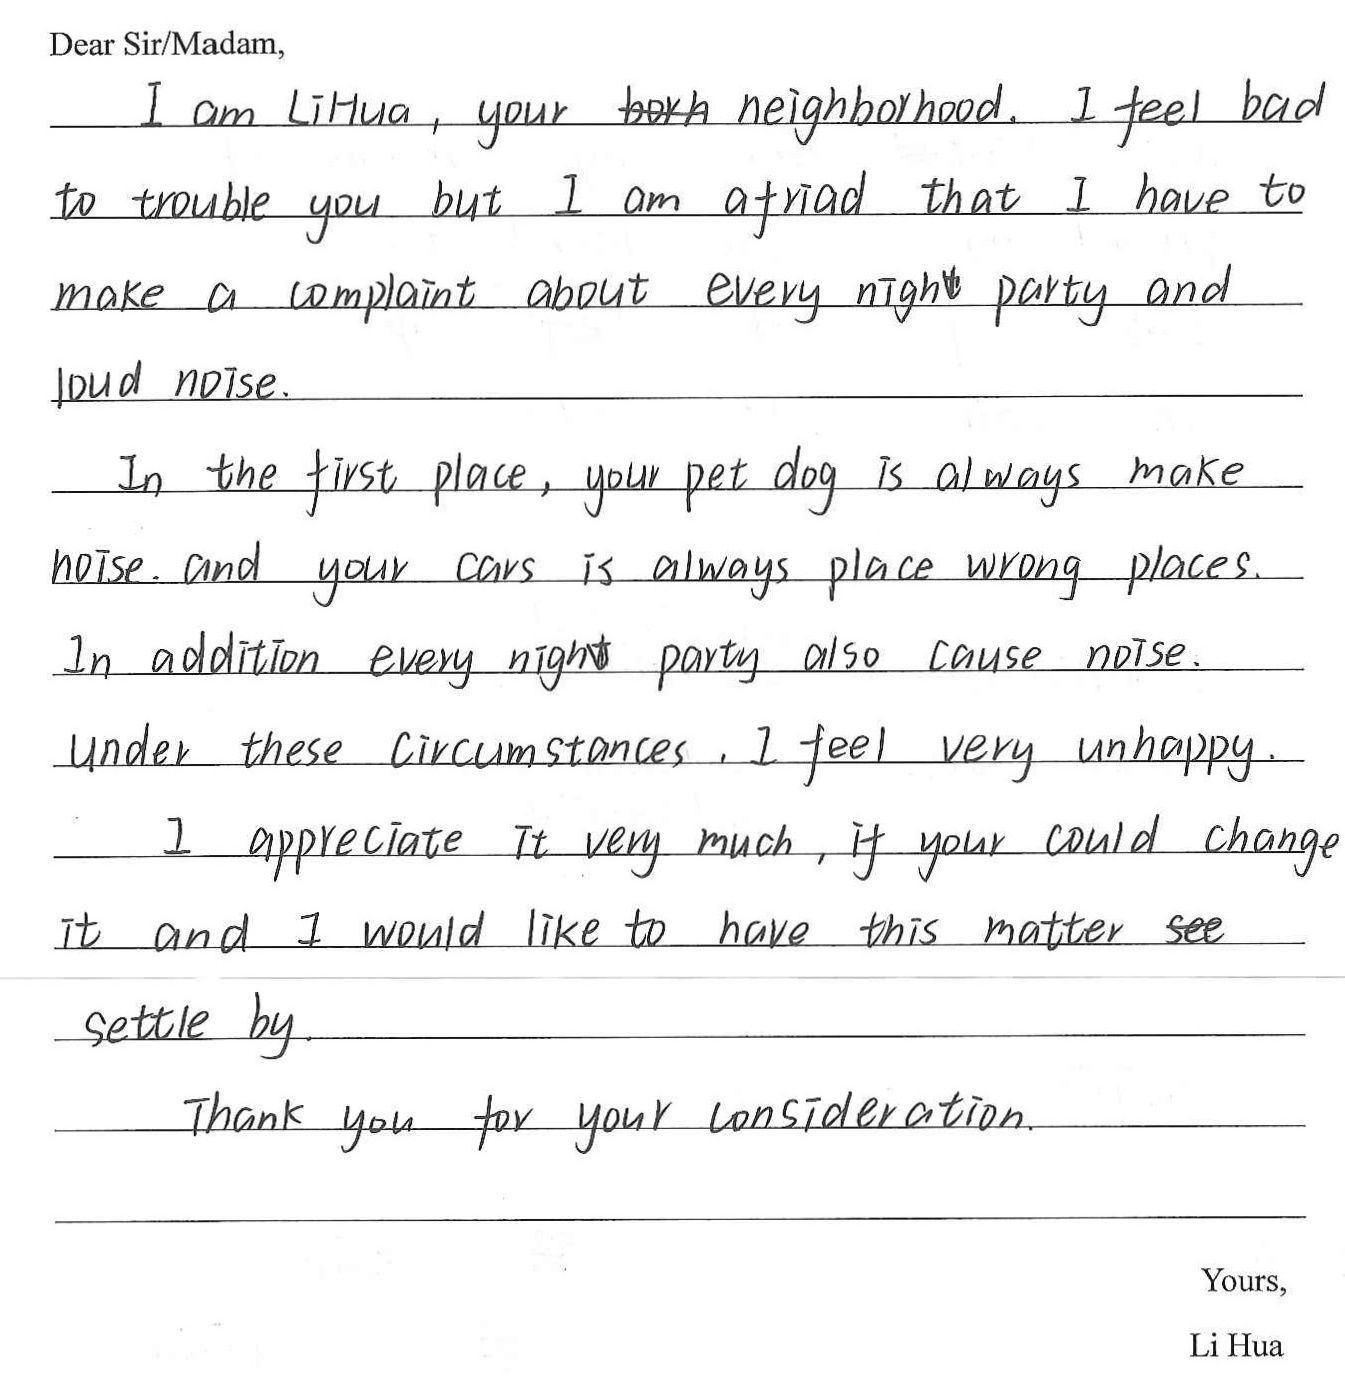 Dear Sir/Madam,
I am LiHua, your neighborhood. I feel bad
to trouble you but I am afriad that I have to
make a complaint about every night party and
loud noise.
In the first place, your pet dog is always make
noise. and your cars is always place wrong places.
In addition every night party also cause noise.
under these circumstances, I feel very unhappy.
I appreciate it very much, if your could change
it and I would like to have this matter see
settle by.
Thank you for your consideration.
Yours,
Li Hua